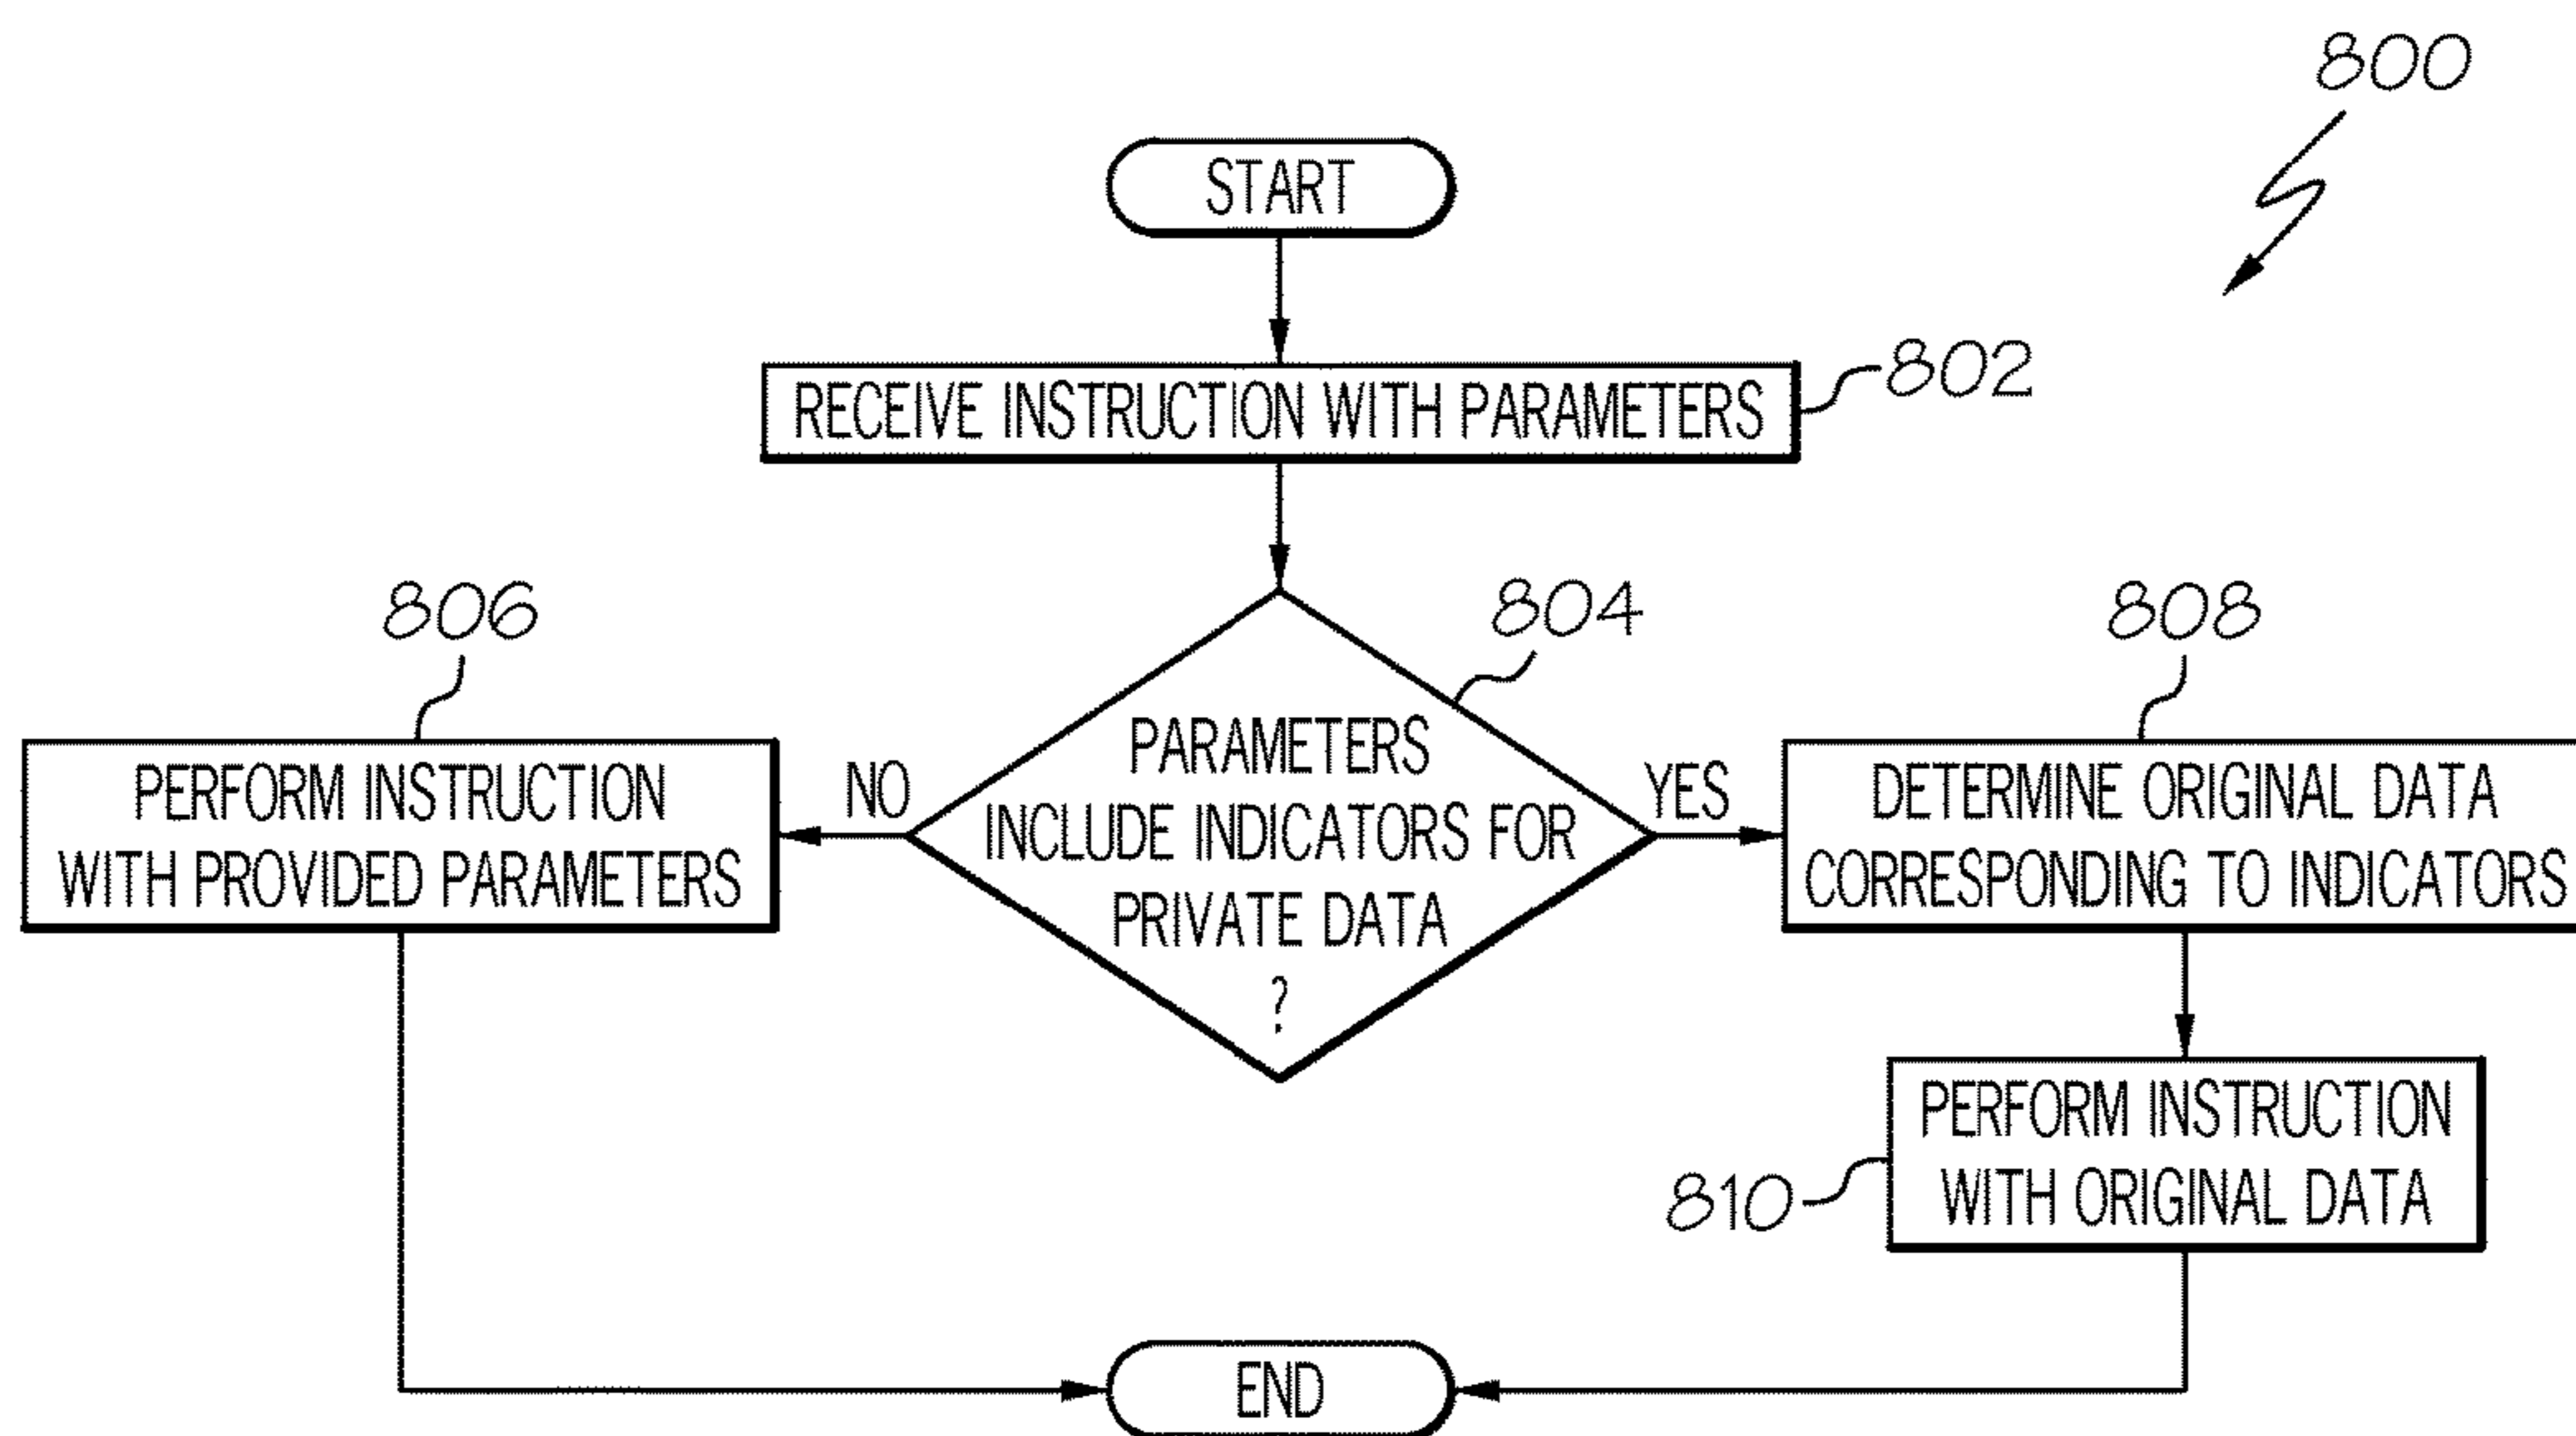 800
START
RECEIVE INSTRUCTION WITH PARAMETERS
802
806
804
808
PARAMETERS
INCLUDE INDICATORS FOR
PRIVATE DATA
?
NO
YES
PERFORM INSTRUCTION
WITH PROVIDED PARAMETERS
DETERMINE ORIGINAL DATA
CORRESPONDING TO INDICATORS
PERFORM INSTRUCTION
WITH ORIGINAL DATA
810
END